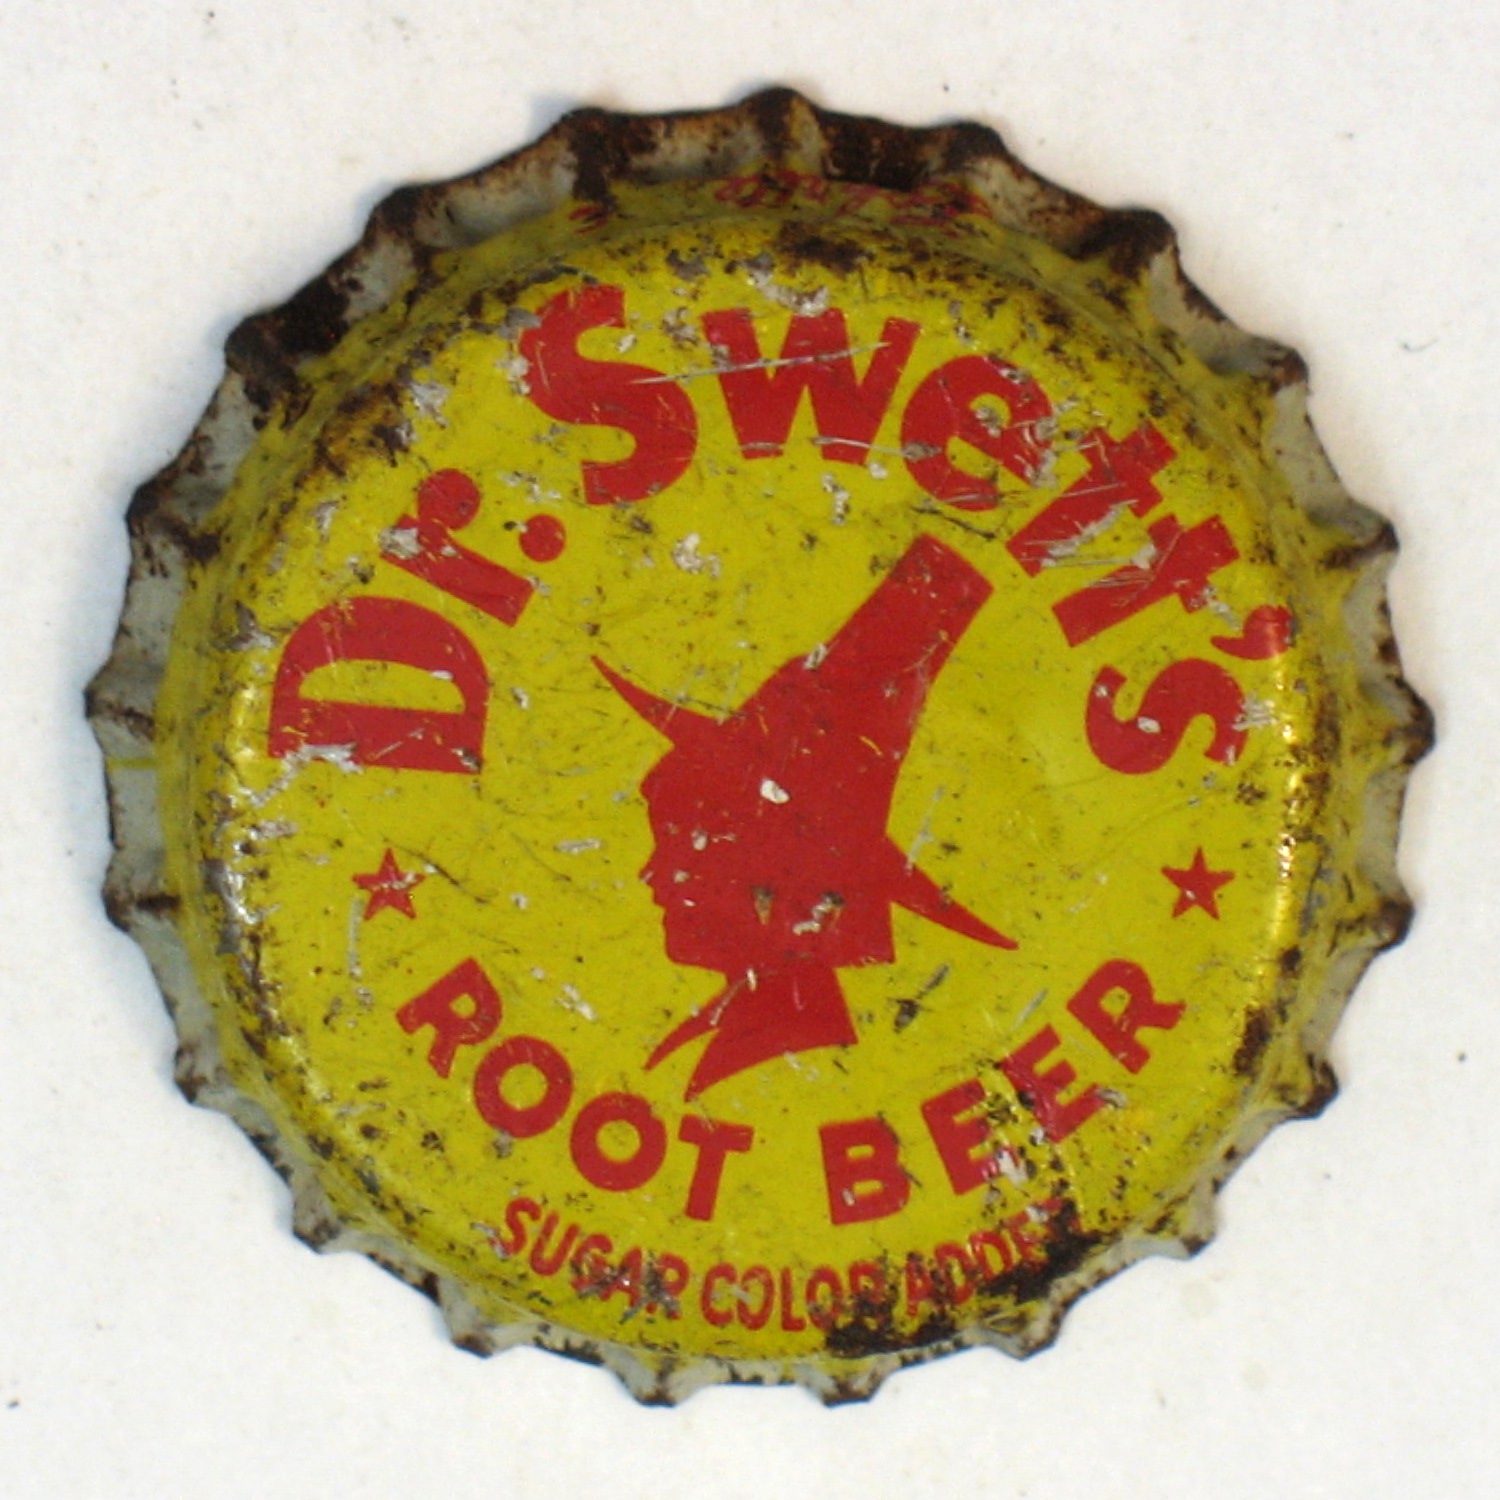 Dr. Swett's
ROOT BEER
SUGAR COLOR ADDED